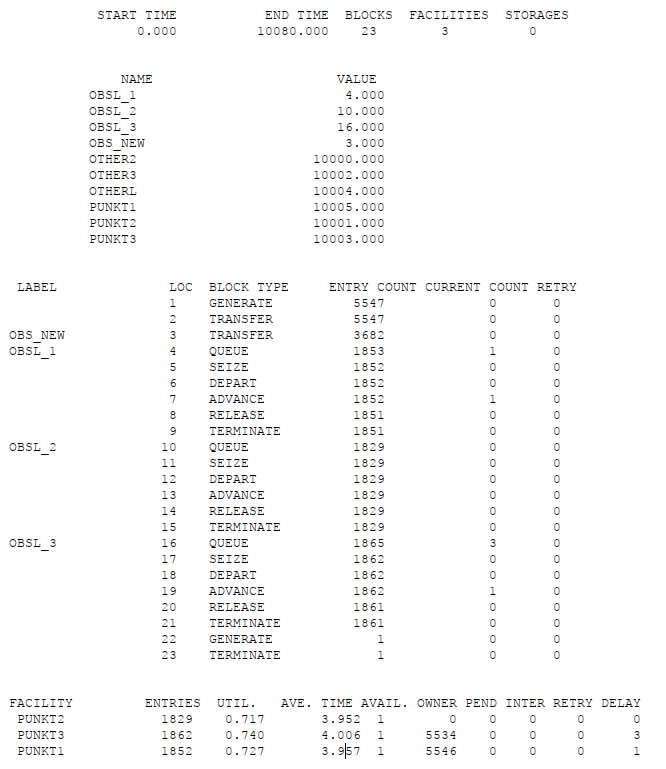 START TIME END TIME BLOCKS FACILITIES STORAGES
0.000 10080.000 23 3 0
NAME VALUE
OBSL_1 4.000
OBSL_2 10.000
OBSL_3 16.000
OBS_NEW 3.000
OTHER2 10000.000
OTHER3 10002.000
OTHERL 10004.000
PUNKT1 10005.000
PUNKT2 10001.000
PUNKT3 10003.000
LABEL LOC BLOCK TYPE ENTRY COUNT CURRENT COUNT RETRY
1 GENERATE 5547 0 0
2 TRANSFER 5547 0 0
OBS_NEW 3 TRANSFER 3682 0 0
OBSL_1 4 QUEUE 1853 1 0
5 SEIZE 1852 0 0
6 DEPART 1852 0 0
7 ADVANCE 1852 1 0
8 RELEASE 1851 0 0
9 TERMINATE 1851 0 0
OBSL_2 10 QUEUE 1829 0 0
11 SEIZE 1829 0 0
12 DEPART 1829 0 0
13 ADVANCE 1829 0 0
14 RELEASE 1829 0 0
15 TERMINATE 1829 0 0
OBSL_3 16 QUEUE 1865 3 0
17 SEIZE 1862 0 0
18 DEPART 1862 0 0
19 ADVANCE 1862 1 0
20 RELEASE 1861 0 0
21 TERMINATE 1861 0 0
22 GENERATE 1 0 0
23 TERMINATE 1 0 0
FACILITY ENTRIES UTIL. AVE. TIME AVAIL. OWNER PEND INTER RETRY DELAY
PUNKT2 1829 0.717 3.952 1 0 0 0 0 0
PUNKT3 1862 0.740 4.006 1 5534 0 0 0 3
PUNKT1 1852 0.727 3.957 1 5546 0 0 0 1